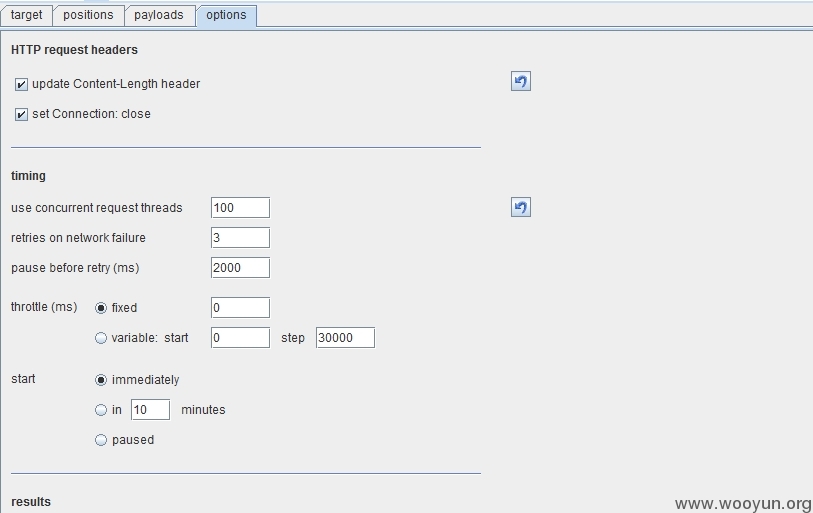 target positions payloads options
HTTP request headers
update Content-Length header
set Connection: close
timing
use concurrent request threads 100
retries on network failure 3
pause before retry (ms) 2000
throttle (ms) fixed 0
variable: start 0 step 30000
start immediately
in 10 minutes
paused
results
www.wooyun.org